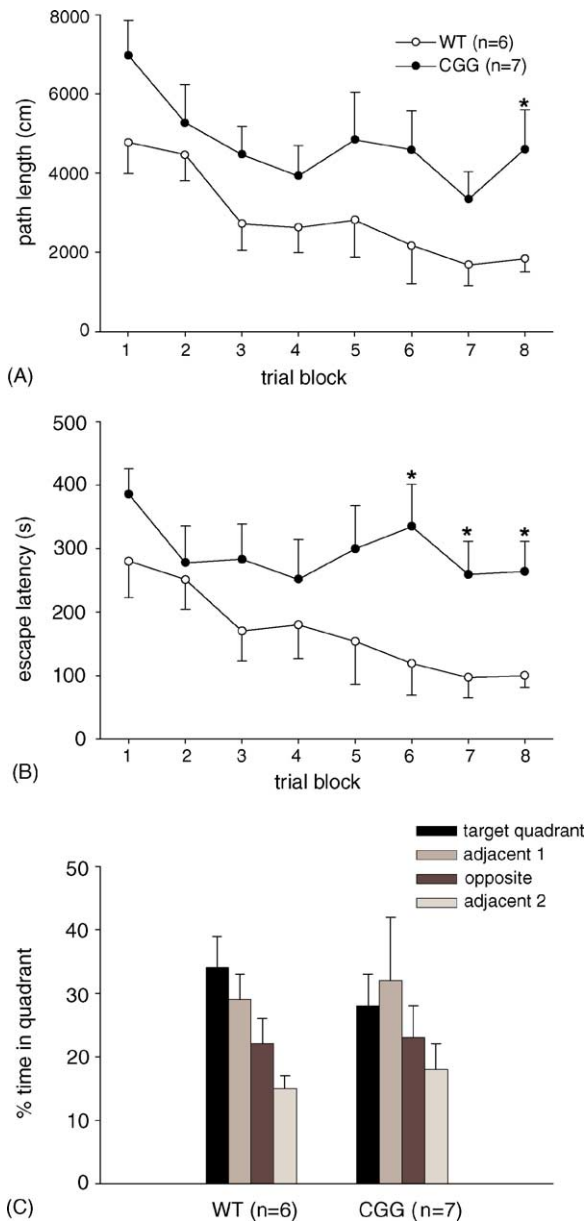 8000
6000
4000
2000
0
path length (cm)
WT (n=6)
CGG (n=7)
*
1 2 3 4 5 6 7 8
trial block
(A)
500
400
300
200
100
0
escape latency (s)
* * *
1 2 3 4 5 6 7 8
trial block
(B)
target quadrant
adjacent 1
opposite
adjacent 2
50
40
30
20
10
0
% time in quadrant
WT (n=6) CGG (n=7)
(C)